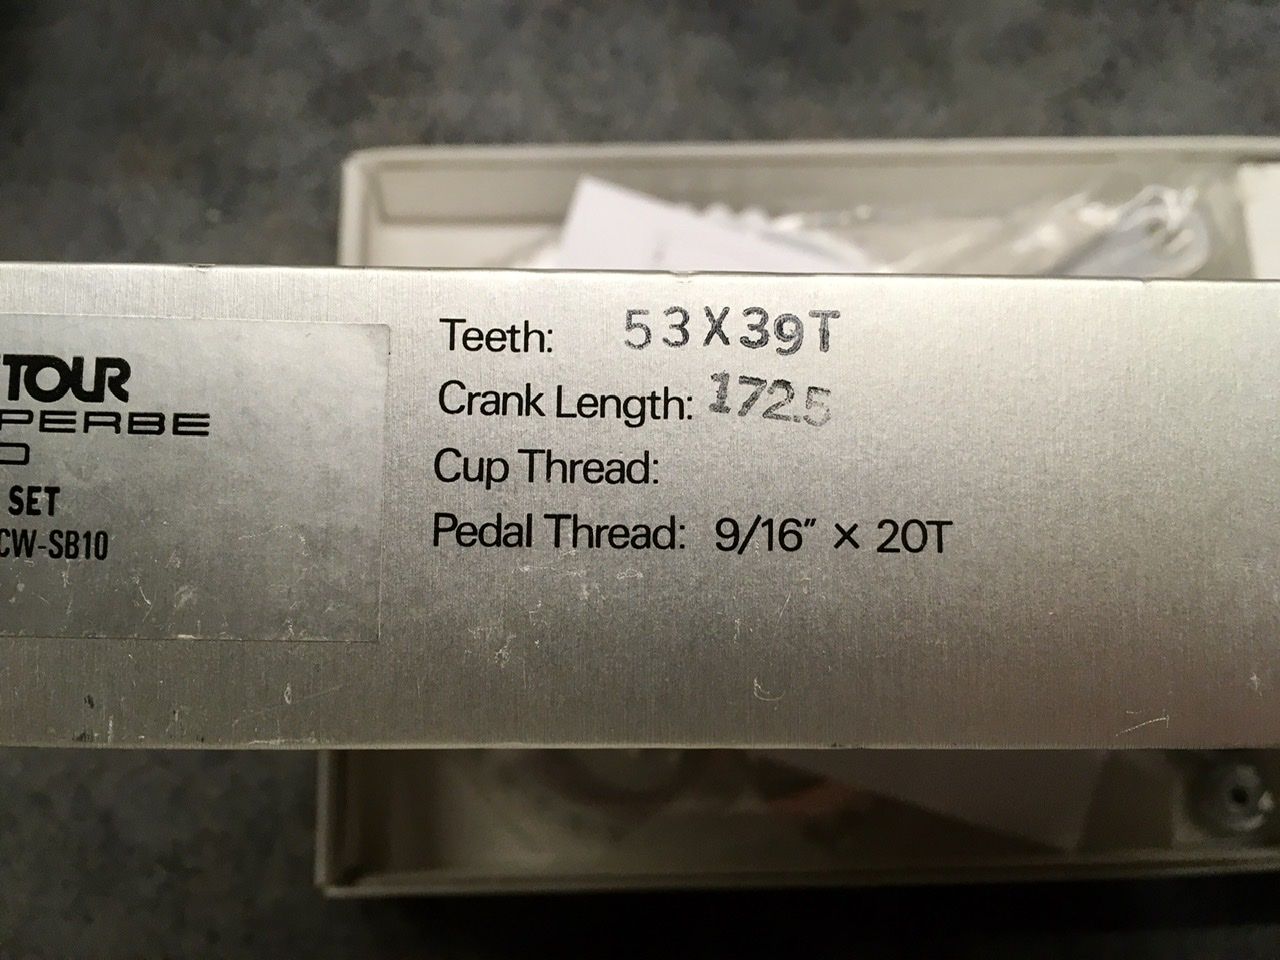 TOUR
PERBE
O
SET
CW-SB10
Teeth: 53X39T
Crank Length: 172.5
Cup Thread:
Pedal Thread: 9/16" × 20T